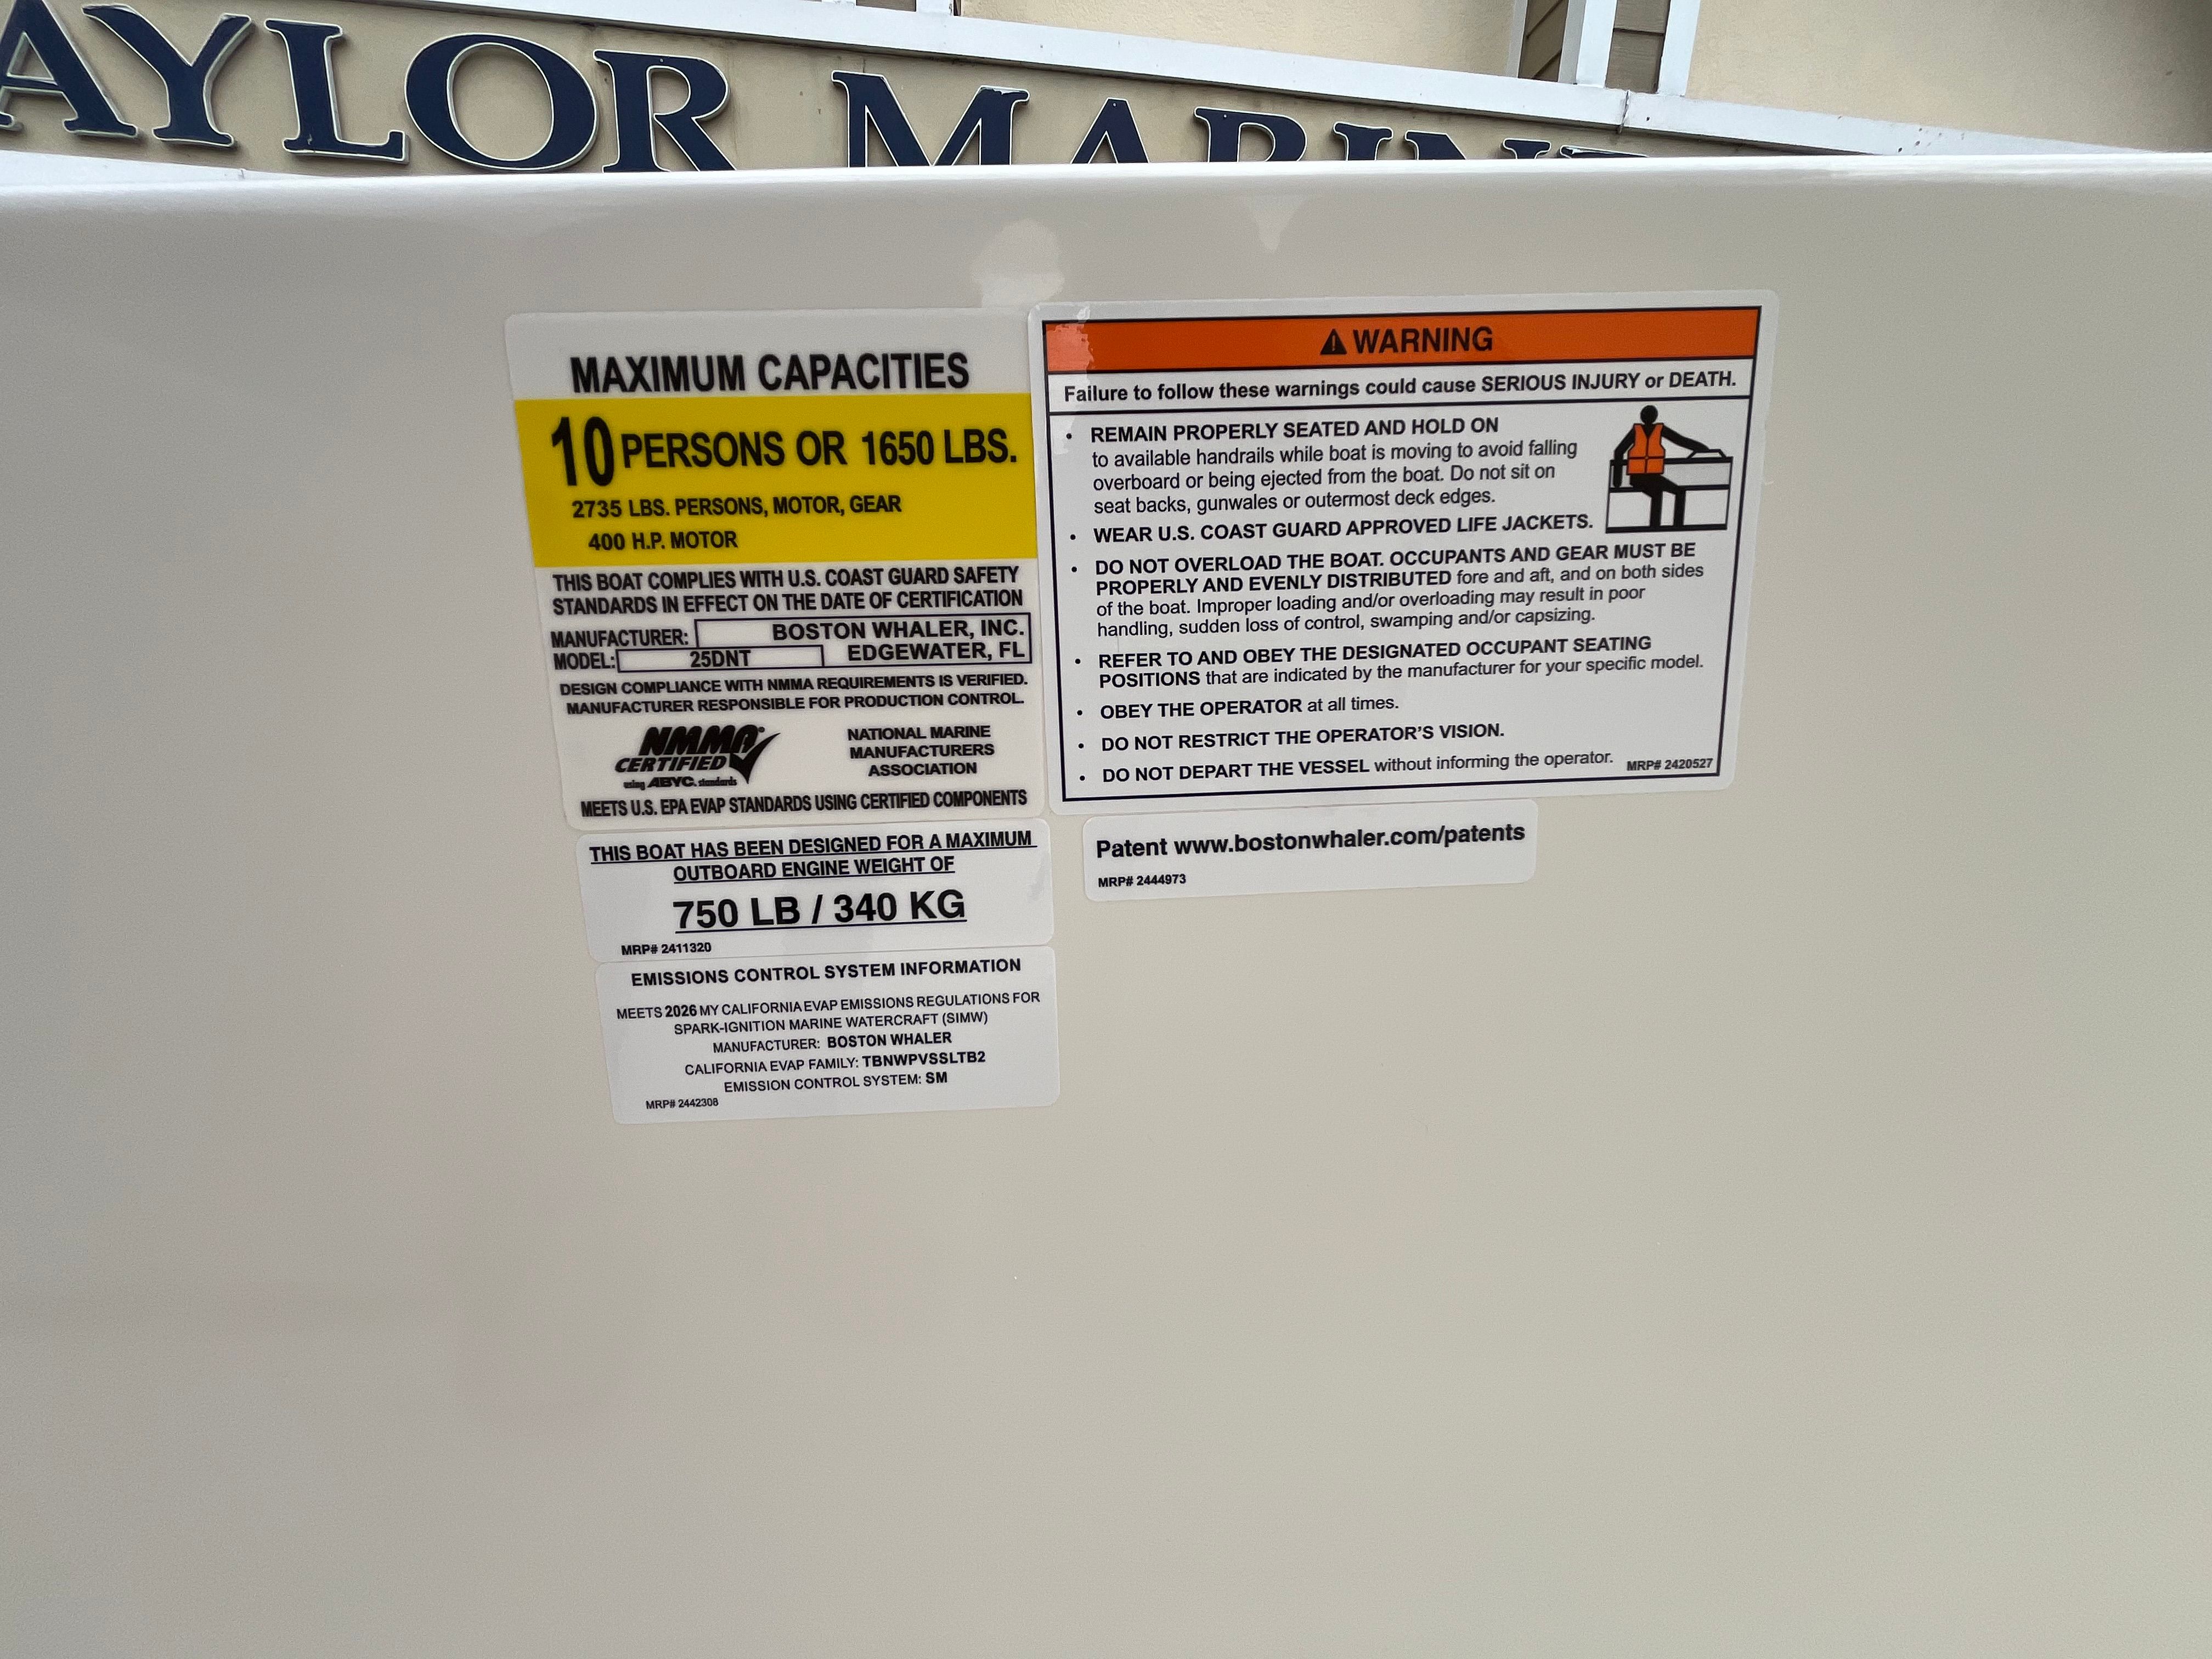 AYLOR MARINE
MAXIMUM CAPACITIES
10 PERSONS OR 1650 LBS.
2735 LBS. PERSONS, MOTOR, GEAR
400 H.P. MOTOR
THIS BOAT COMPLIES WITH U.S. COAST GUARD SAFETY
STANDARDS IN EFFECT ON THE DATE OF CERTIFICATION
MANUFACTURER: BOSTON WHALER, INC.
MODEL: 25DNT EDGEWATER, FL
DESIGN COMPLIANCE WITH NMMA REQUIREMENTS IS VERIFIED.
MANUFACTURER RESPONSIBLE FOR PRODUCTION CONTROL.
NMMA®
CERTIFIED
using ABYC. standards
NATIONAL MARINE
MANUFACTURERS
ASSOCIATION
MEETS U.S. EPA EVAP STANDARDS USING CERTIFIED COMPONENTS
THIS BOAT HAS BEEN DESIGNED FOR A MAXIMUM
OUTBOARD ENGINE WEIGHT OF
750 LB / 340 KG
MRP# 2411320
EMISSIONS CONTROL SYSTEM INFORMATION
MEETS 2026 MY CALIFORNIA EVAP EMISSIONS REGULATIONS FOR
SPARK-IGNITION MARINE WATERCRAFT (SIMW)
MANUFACTURER: BOSTON WHALER
CALIFORNIA EVAP FAMILY: TBNWPVSSLTB2
EMISSION CONTROL SYSTEM: SM
MRP# 2442308
WARNING
Failure to follow these warnings could cause SERIOUS INJURY or DEATH.
• REMAIN PROPERLY SEATED AND HOLD ON
to available handrails while boat is moving to avoid falling
overboard or being ejected from the boat. Do not sit on
seat backs, gunwales or outermost deck edges.
• WEAR U.S. COAST GUARD APPROVED LIFE JACKETS.
• DO NOT OVERLOAD THE BOAT. OCCUPANTS AND GEAR MUST BE
PROPERLY AND EVENLY DISTRIBUTED fore and aft, and on both sides
of the boat. Improper loading and/or overloading may result in poor
handling, sudden loss of control, swamping and/or capsizing.
• REFER TO AND OBEY THE DESIGNATED OCCUPANT SEATING
POSITIONS that are indicated by the manufacturer for your specific model.
• OBEY THE OPERATOR at all times.
• DO NOT RESTRICT THE OPERATOR'S VISION.
• DO NOT DEPART THE VESSEL without informing the operator.
MRP# 2420527
Patent www.bostonwhaler.com/patents
MRP# 2444973